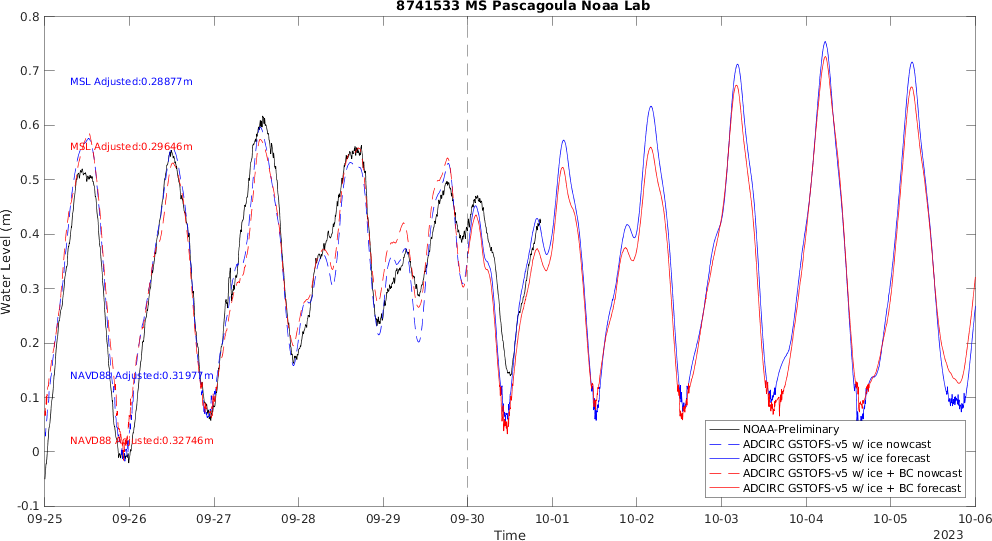 8741533 MS Pascagoula Noaa Lab
0.8
0.7
0.6
0.5
0.4
0.3
0.2
0.1
0
-0.1
Water Level (m)
MSL Adjusted:0.28877m
MSL Adjusted:0.29646m
NAVD88 Adjusted:0.31977m
NAVD88 Adjusted:0.32746m
NOAA-Preliminary
ADCIRC GSTOFS-v5 w/ ice nowcast
ADCIRC GSTOFS-v5 w/ ice forecast
ADCIRC GSTOFS-v5 w/ ice + BC nowcast
ADCIRC GSTOFS-v5 w/ ice + BC forecast
09-25 09-26 09-27 09-28 09-29 09-30 10-01 10-02 10-03 10-04 10-05 10-06
Time
2023